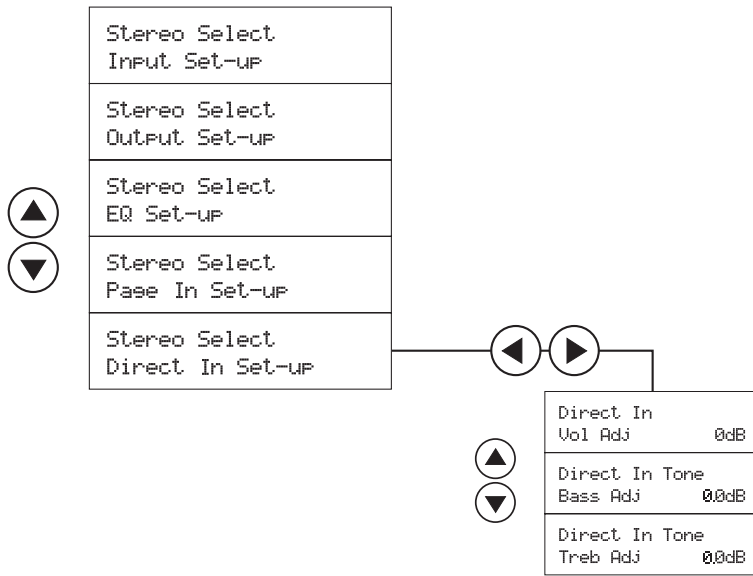 Stereo Select
Input Set-up
Stereo Select
Output Set-up
Stereo Select
EQ Set-up
Stereo Select
Page In Set-up
Stereo Select
Direct In Set-up
Direct In
Vol Adj 0dB
Direct In Tone
Bass Adj 0.0dB
Direct In Tone
Treb Adj 0.0dB